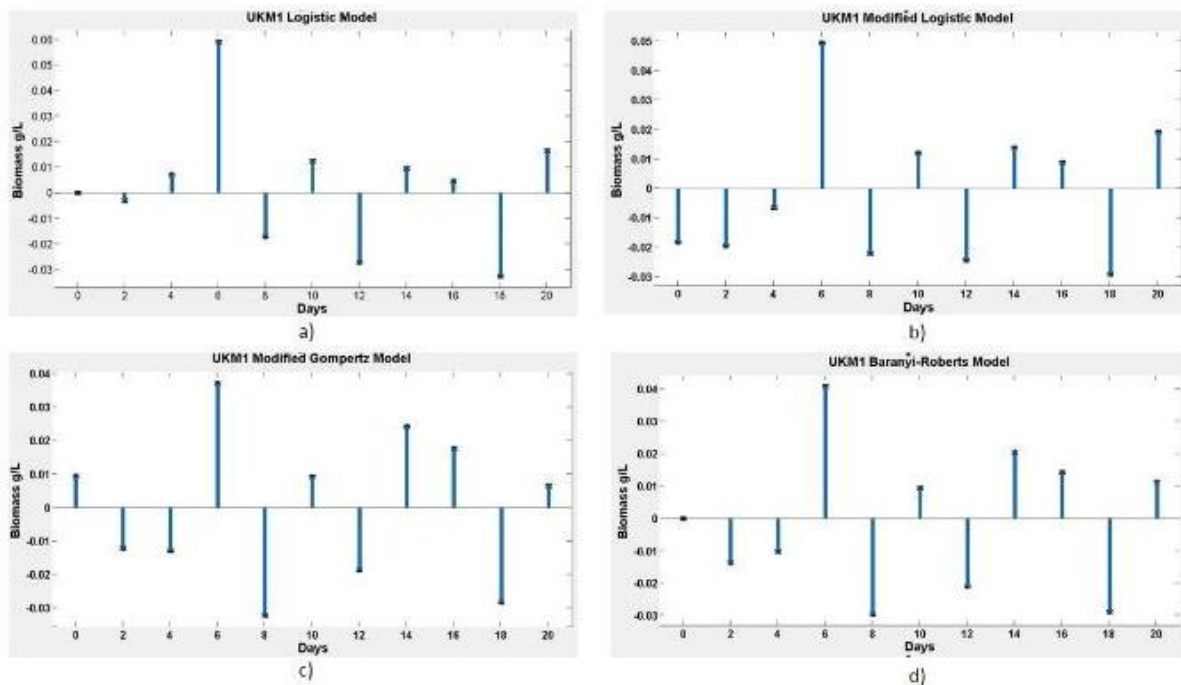 UKM1 Logistic Model
0.06
0.05
0.04
0.03
0.02
0.01
0
-0.01
-0.02
-0.03
Biomass g/L
0 2 4 6 8 10 12 14 16 18 20
Days
a)
UKM1 Modified Logistic Model
0.05
0.04
0.03
0.02
0.01
0
-0.01
-0.02
-0.03
Biomass g/L
0 2 4 6 8 10 12 14 16 18 20
Days
b)
UKM1 Modified Gompertz Model
0.04
0.03
0.02
0.01
0
-0.01
-0.02
-0.03
Biomass g/L
0 2 4 6 8 10 12 14 16 18 20
Days
c)
UKM1 Baranyi-Roberts Model
0.04
0.03
0.02
0.01
0
-0.01
-0.02
-0.03
Biomass g/L
0 2 4 6 8 10 12 14 16 18 20
Days
d)